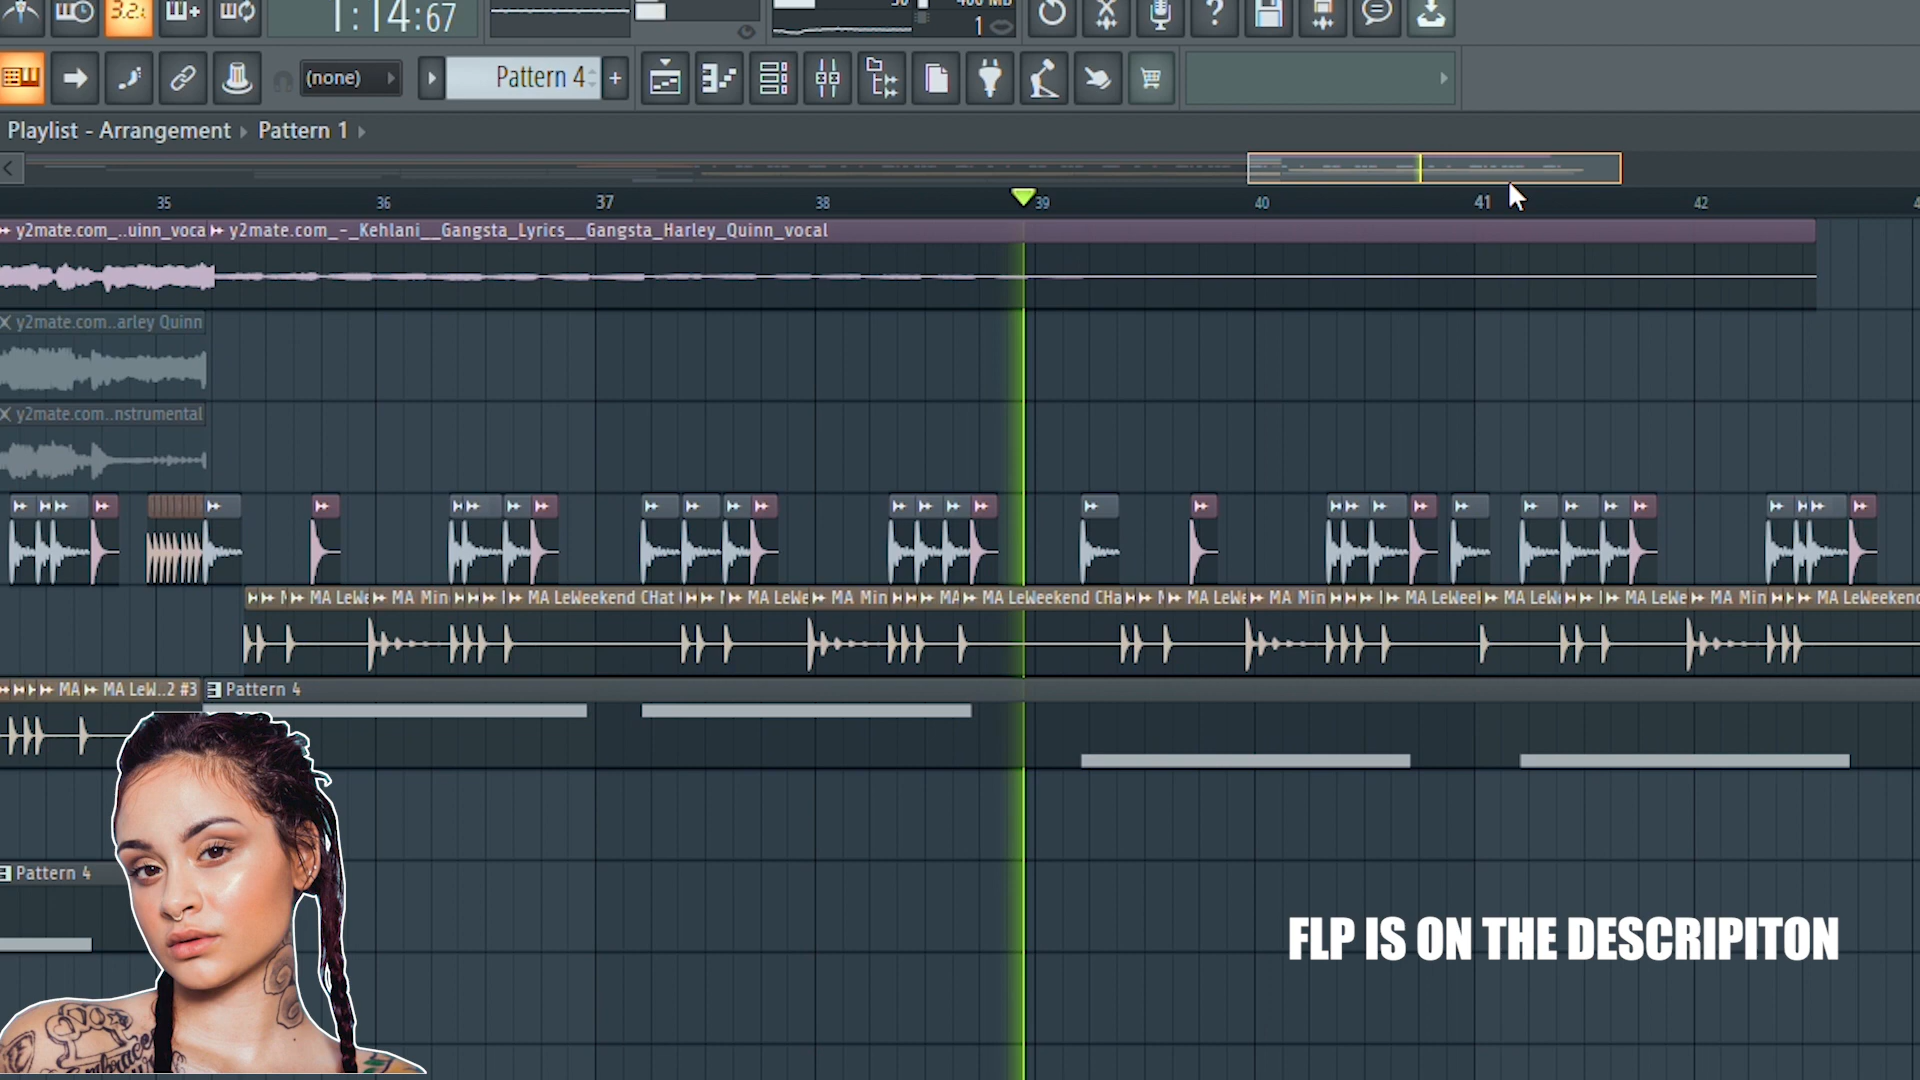 3.2.
1:14:67
1
(none)
Pattern 4
+
Playlist - Arrangement
Pattern 1
35 36 37 38 39 40 41 42
y2mate.com_..uinn_voca
y2mate.com_-_Kehlani__Gangsta_Lyrics__Gangsta_Harley_Quinn_vocal
y2mate.com..arley Quinn
y2mate.com..nstrumental
MA LeWe MA Min MA LeWeekend CHat MA LeWe MA Min MA MA LeWeekend CHa MA LeWe MA Min MA LeWeel MA LeWe MA LeWe MA Min MA LeWeekend
MA MA LeW..2 #3
Pattern 4
Pattern 4
FLP IS ON THE DESCRIPITON